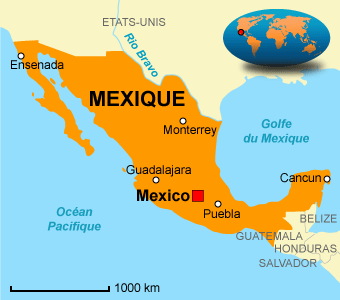 ETATS-UNIS
Rio Bravo
Ensenada
MEXIQUE
Monterrey
Golfe
du Mexique
Guadalajara
Cancun
Mexico
Puebla
Océan
Pacifique
BELIZE
GUATEMALA
HONDURAS
SALVADOR
1000 km